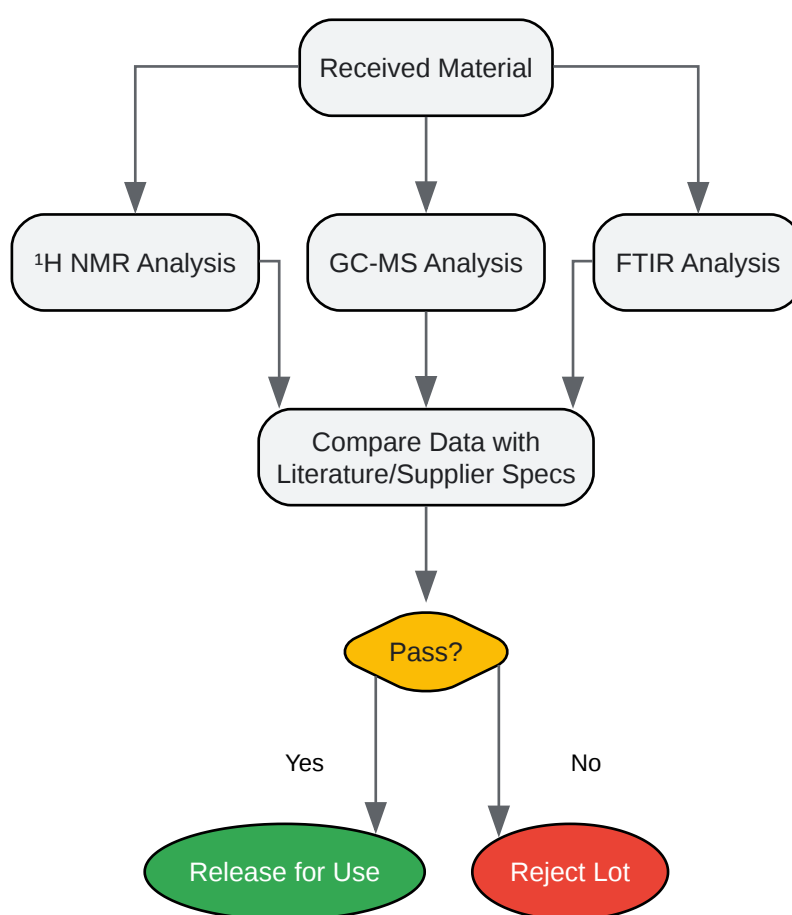 Received Material
¹H NMR Analysis
GC-MS Analysis
FTIR Analysis
Compare Data with
Literature/Supplier Specs
Pass?
Yes
No
Release for Use
Reject Lot